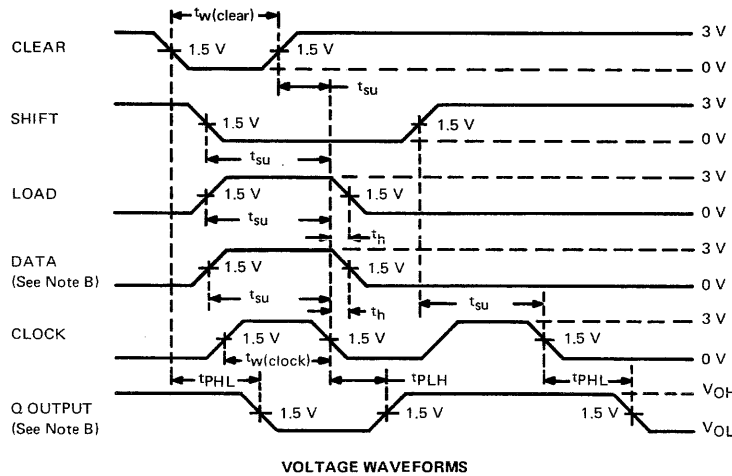 tw(clear)
CLEAR 1.5 V 1.5 V 3 V
0 V
tsu
SHIFT 1.5 V 1.5 V 3 V
0 V
tsu
LOAD 1.5 V 1.5 V 3 V
tsu 0 V
th
DATA 1.5 V 1.5 V 3 V
(See Note B) 0 V
tsu tsu
th
CLOCK 1.5 V 1.5 V 1.5 V 3 V
tw(clock) 0 V
tPHL tPLH tPHL VOH
Q OUTPUT 1.5 V 1.5 V 1.5 V
(See Note B) VOL
VOLTAGE WAVEFORMS